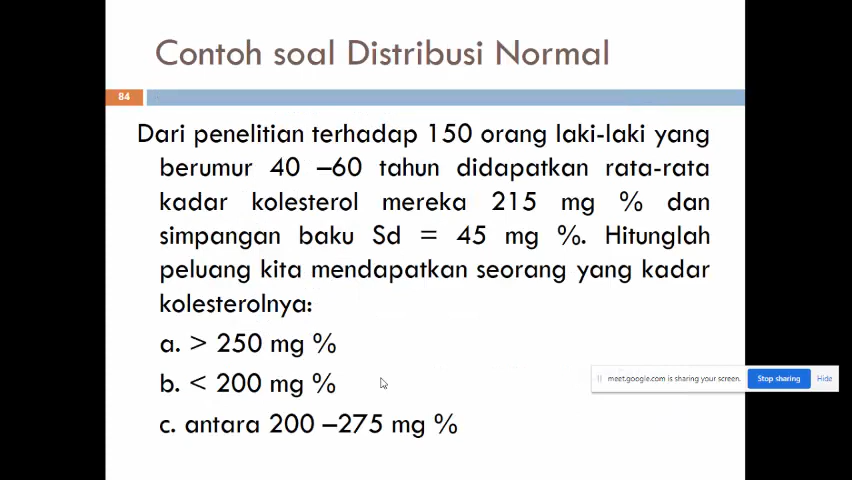 Contoh soal Distribusi Normal
84
Dari penelitian terhadap 150 orang laki-laki yang
berumur 40 –60 tahun didapatkan rata-rata
kadar kolesterol mereka 215 mg % dan
simpangan baku Sd = 45 mg %. Hitunglah
peluang kita mendapatkan seorang yang kadar
kolesterolnya:
a. > 250 mg %
b. < 200 mg %
c. antara 200 –275 mg %
meet.google.com is sharing your screen. Stop sharing Hide